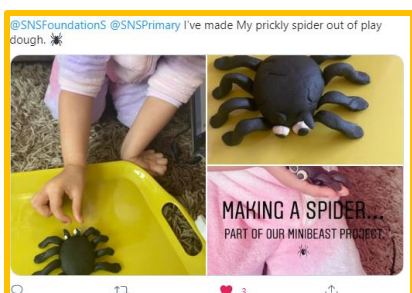 @SNSFoundationS @SNSPrimary I've made My prickly spider out of play
dough. 🕷
MAKING A SPIDER...
PART OF OUR MINIBEAST PROJECT.
3